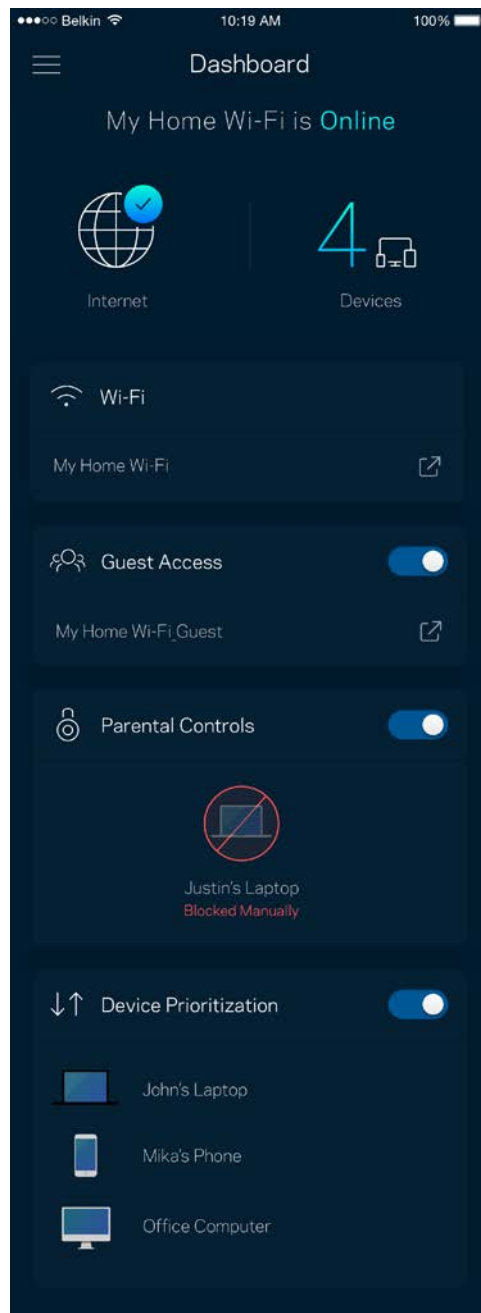 Belkin 10:19 AM 100%
Dashboard
My Home Wi-Fi is Online
4
Internet Devices
Wi-Fi
My Home Wi-Fi
Guest Access
My Home Wi-Fi_Guest
Parental Controls
Justin's Laptop
Blocked Manually
Device Prioritization
John's Laptop
Mika's Phone
Office Computer